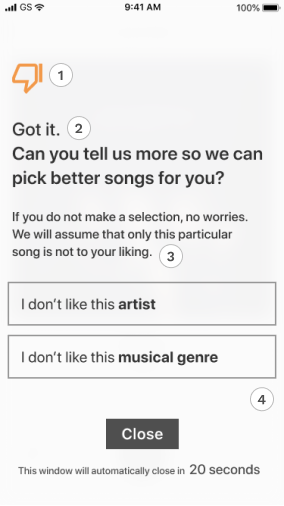 GS 9:41 AM 100%
1
Got it. 2
Can you tell us more so we can
pick better songs for you?
If you do not make a selection, no worries.
We will assume that only this particular
song is not to your liking. 3
I don't like this artist
I don't like this musical genre
4
Close
This window will automatically close in 20 seconds